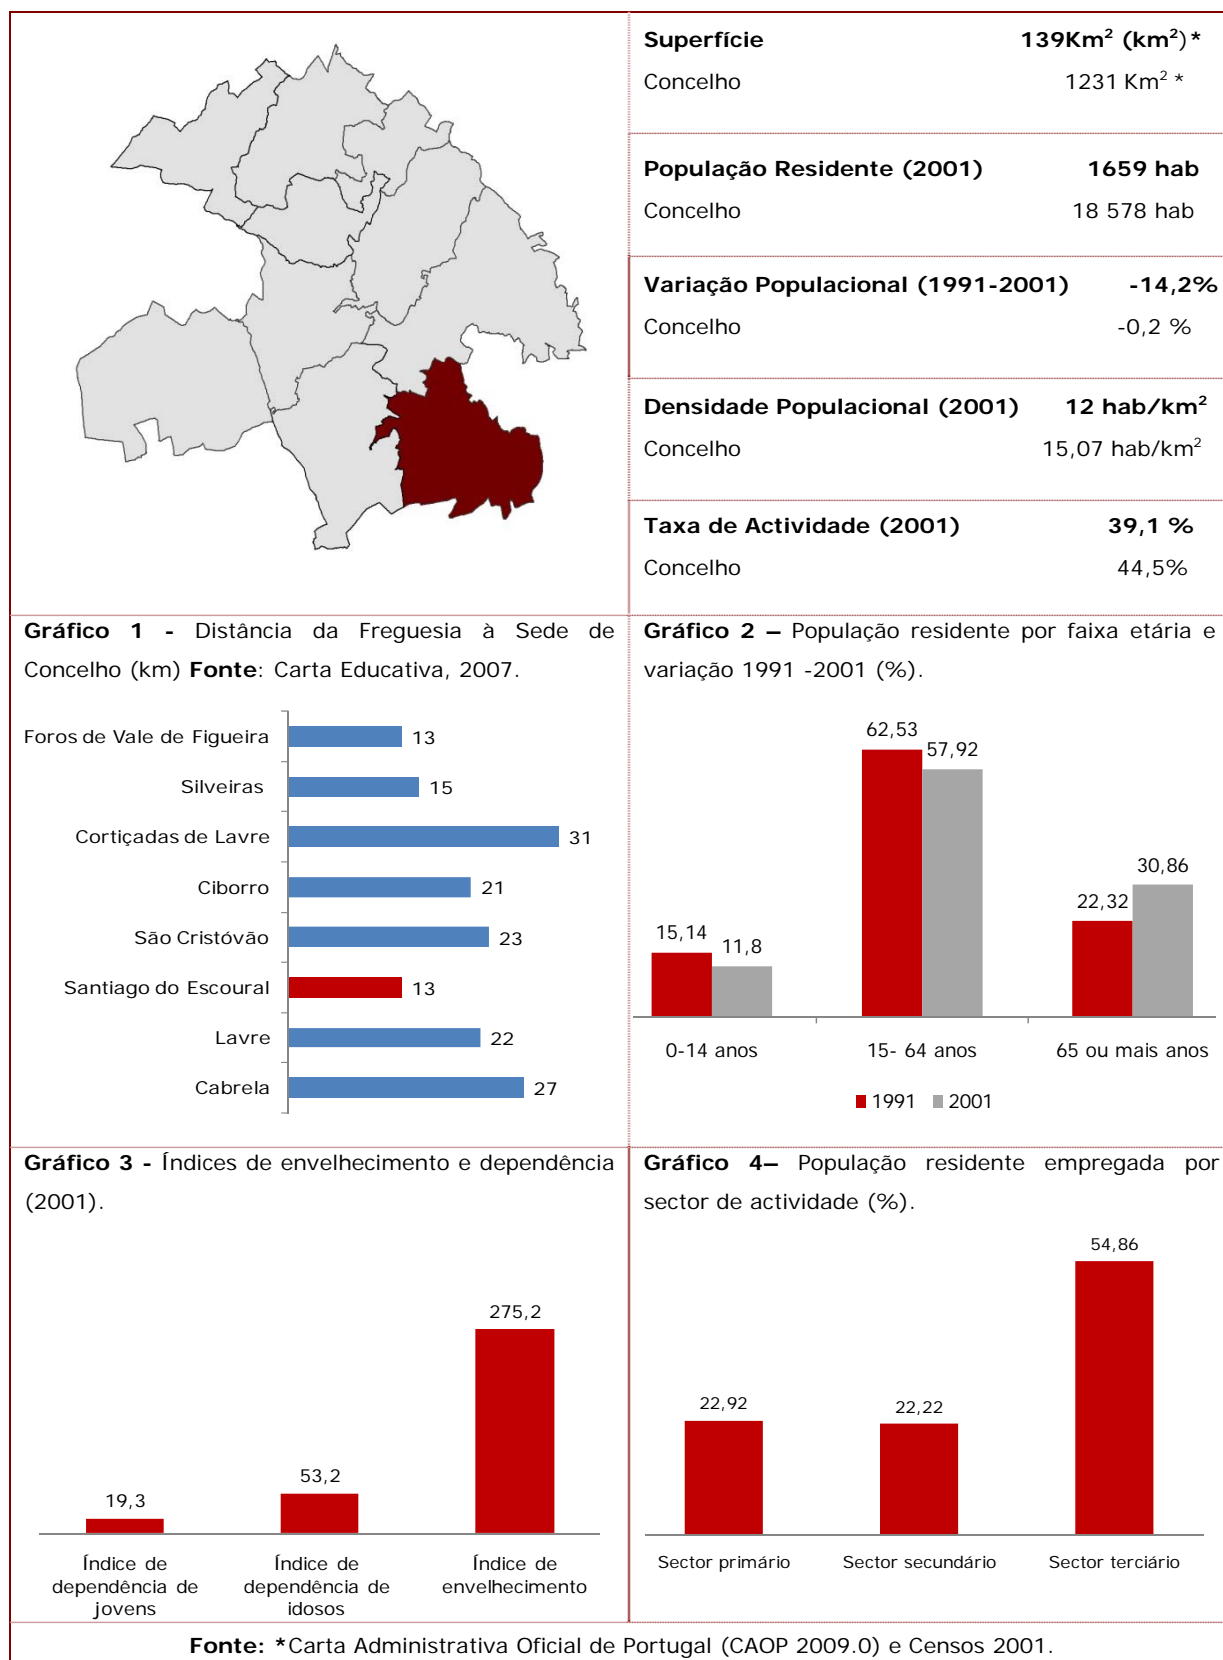 Superfície 139Km² (km²)*
Concelho 1231 Km² *
População Residente (2001) 1659 hab
Concelho 18 578 hab
Variação Populacional (1991-2001) -14,2%
Concelho -0,2 %
Densidade Populacional (2001) 12 hab/km²
Concelho 15,07 hab/km²
Taxa de Actividade (2001) 39,1 %
Concelho 44,5%
Gráfico 1 - Distância da Freguesia à Sede de
Concelho (km) Fonte: Carta Educativa, 2007.
Foros de Vale de Figueira 13
Silveiras 15
Cortiçadas de Lavre 31
Ciborro 21
São Cristóvão 23
Santiago do Escoural 13
Lavre 22
Cabrela 27
Gráfico 2 – População residente por faixa etária e
variação 1991 -2001 (%).
62,53
57,92
30,86
22,32
15,14
11,8
0-14 anos 15- 64 anos 65 ou mais anos
1991 2001
Gráfico 3 - Índices de envelhecimento e dependência
(2001).
275,2
53,2
19,3
Índice de Índice de Índice de
dependência de dependência de envelhecimento
jovens idosos
Gráfico 4– População residente empregada por
sector de actividade (%).
54,86
22,92 22,22
Sector primário Sector secundário Sector terciário
Fonte: *Carta Administrativa Oficial de Portugal (CAOP 2009.0) e Censos 2001.